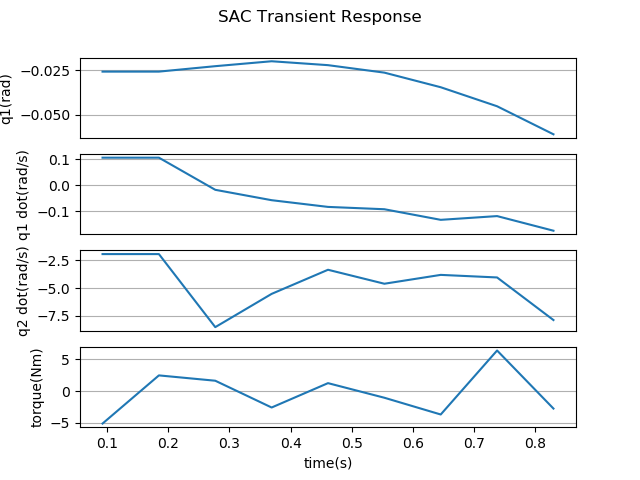 SAC Transient Response
q1(rad)
−0.025
−0.050
q1 dot(rad/s)
0.1
0.0
−0.1
q2 dot(rad/s)
−2.5
−5.0
−7.5
torque(Nm)
5
0
−5
0.1 0.2 0.3 0.4 0.5 0.6 0.7 0.8
time(s)